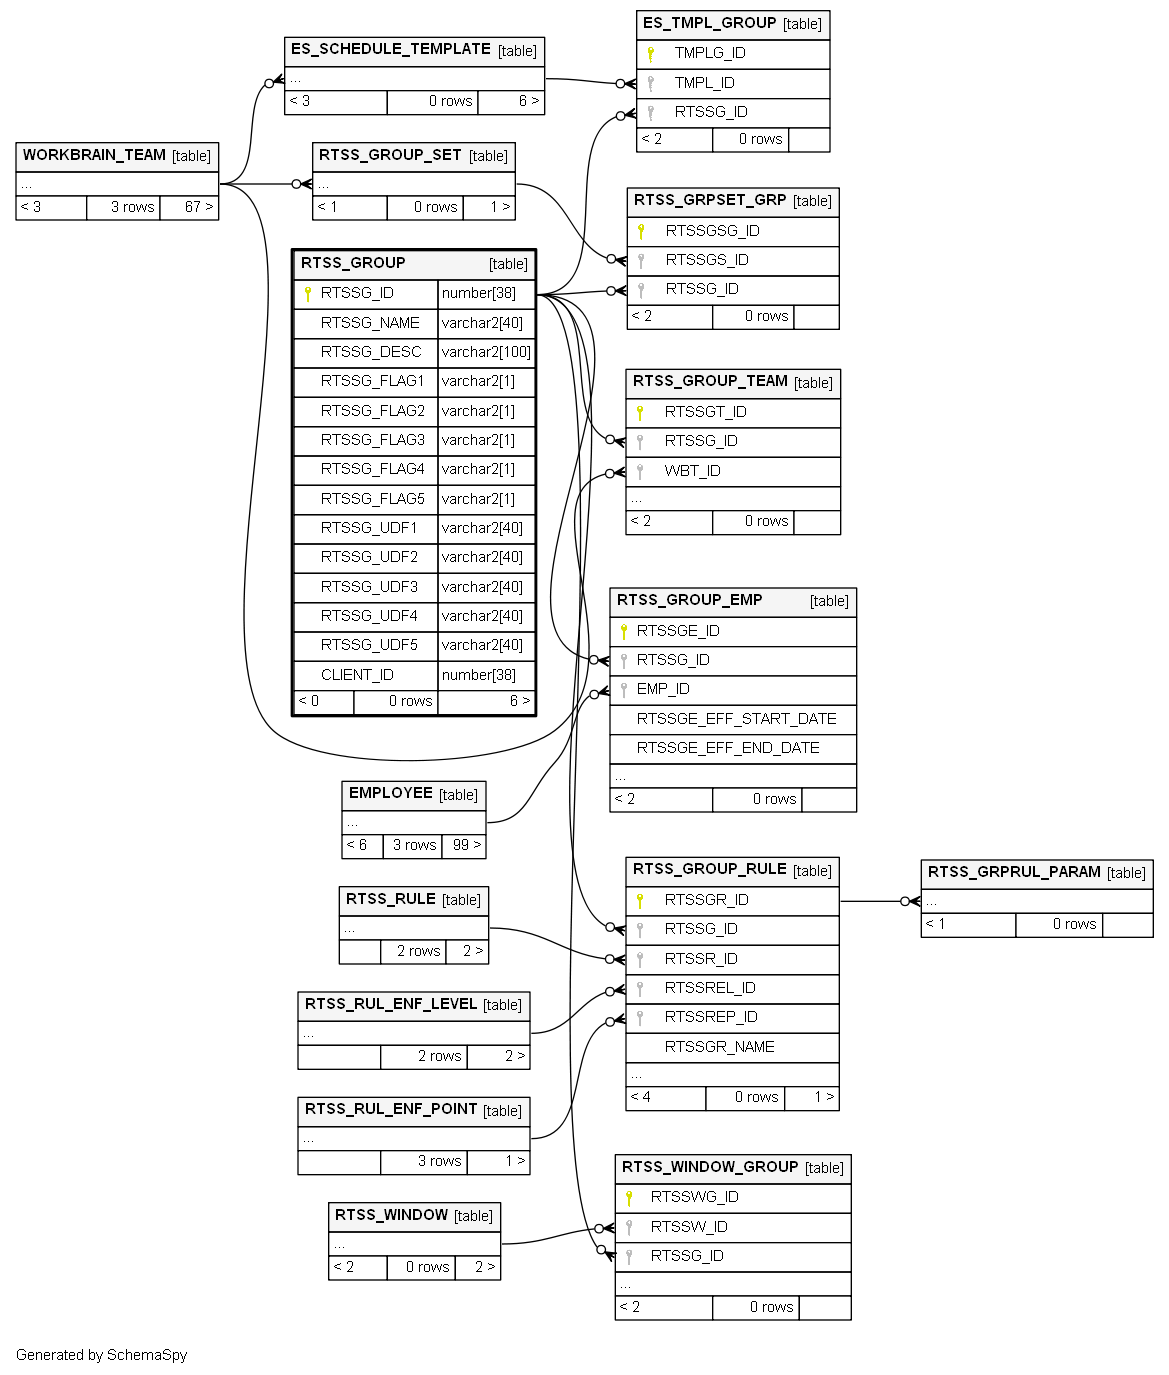 ES_SCHEDULE_TEMPLATE [table]
...
< 3 0 rows 6 >
ES_TMPL_GROUP [table]
TMPLG_ID
TMPL_ID
RTSSG_ID
< 2 0 rows
WORKBRAIN_TEAM [table]
...
< 3 3 rows 67 >
RTSS_GROUP_SET [table]
...
< 1 0 rows 1 >
RTSS_GRPSET_GRP [table]
RTSSGSG_ID
RTSSGS_ID
RTSSG_ID
< 2 0 rows
RTSS_GROUP [table]
RTSSG_ID number[38]
RTSSG_NAME varchar2[40]
RTSSG_DESC varchar2[100]
RTSSG_FLAG1 varchar2[1]
RTSSG_FLAG2 varchar2[1]
RTSSG_FLAG3 varchar2[1]
RTSSG_FLAG4 varchar2[1]
RTSSG_FLAG5 varchar2[1]
RTSSG_UDF1 varchar2[40]
RTSSG_UDF2 varchar2[40]
RTSSG_UDF3 varchar2[40]
RTSSG_UDF4 varchar2[40]
RTSSG_UDF5 varchar2[40]
CLIENT_ID number[38]
< 0 0 rows 6 >
RTSS_GROUP_TEAM [table]
RTSSGT_ID
RTSSG_ID
WBT_ID
...
< 2 0 rows
RTSS_GROUP_EMP [table]
RTSSGE_ID
RTSSG_ID
EMP_ID
RTSSGE_EFF_START_DATE
RTSSGE_EFF_END_DATE
...
< 2 0 rows
EMPLOYEE [table]
...
< 6 3 rows 99 >
RTSS_RULE [table]
...
2 rows 2 >
RTSS_GROUP_RULE [table]
RTSSGR_ID
RTSSG_ID
RTSSR_ID
RTSSREL_ID
RTSSREP_ID
RTSSGR_NAME
...
< 4 0 rows 1 >
RTSS_GRPRUL_PARAM [table]
...
< 1 0 rows
RTSS_RUL_ENF_LEVEL [table]
...
2 rows 2 >
RTSS_RUL_ENF_POINT [table]
...
3 rows 1 >
RTSS_WINDOW [table]
...
< 2 0 rows 2 >
RTSS_WINDOW_GROUP [table]
RTSSWG_ID
RTSSW_ID
RTSSG_ID
...
< 2 0 rows
Generated by SchemaSpy